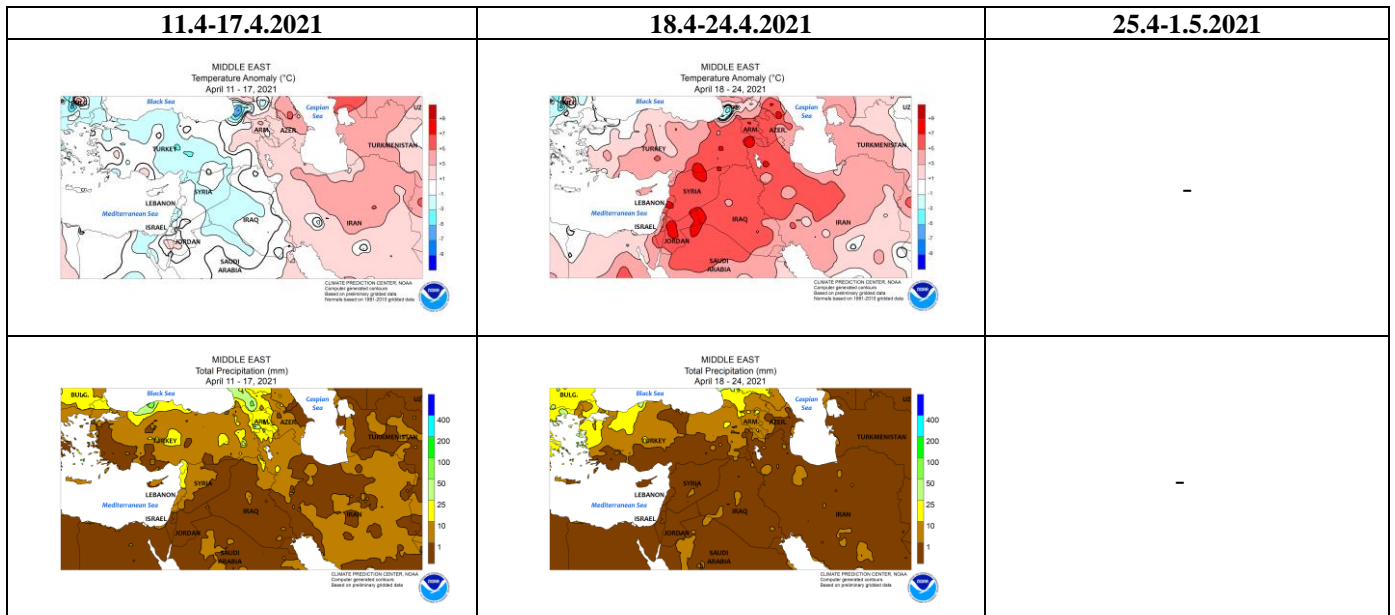 11.4-17.4.2021
18.4-24.4.2021
25.4-1.5.2021
MIDDLE EAST
Temperature Anomaly (°C)
April 11 - 17, 2021
Black Sea
Caspian
Sea
UZ
ARM.
AZER.
TURKEY
TURKMENISTAN
SYRIA
LEBANON
Mediterranean Sea
IRAQ
IRAN
ISRAEL
JORDAN
SAUDI
ARABIA
CLIMATE PREDICTION CENTER, NOAA
Computer generated contours
Based on preliminary gridded data
Normals based on 1981-2010 gridded data
MIDDLE EAST
Temperature Anomaly (°C)
April 18 - 24, 2021
Black Sea
Caspian
Sea
UZ
ARM.
AZER.
TURKEY
TURKMENISTAN
SYRIA
LEBANON
Mediterranean Sea
IRAQ
IRAN
ISRAEL
JORDAN
SAUDI
ARABIA
CLIMATE PREDICTION CENTER, NOAA
Computer generated contours
Based on preliminary gridded data
Normals based on 1981-2010 gridded data
-
MIDDLE EAST
Total Precipitation (mm)
April 11 - 17, 2021
BULG.
Black Sea
Caspian
Sea
UZ
ARM.
AZER.
TURKEY
TURKMENISTAN
SYRIA
LEBANON
Mediterranean Sea
IRAQ
IRAN
ISRAEL
JORDAN
SAUDI
ARABIA
400
200
100
50
25
10
1
CLIMATE PREDICTION CENTER, NOAA
Computer generated contours
Based on preliminary gridded data
MIDDLE EAST
Total Precipitation (mm)
April 18 - 24, 2021
BULG.
Black Sea
Caspian
Sea
UZ
ARM.
AZER.
TURKEY
TURKMENISTAN
SYRIA
LEBANON
Mediterranean Sea
IRAQ
IRAN
ISRAEL
JORDAN
SAUDI
ARABIA
400
200
100
50
25
10
1
CLIMATE PREDICTION CENTER, NOAA
Computer generated contours
Based on preliminary gridded data
-